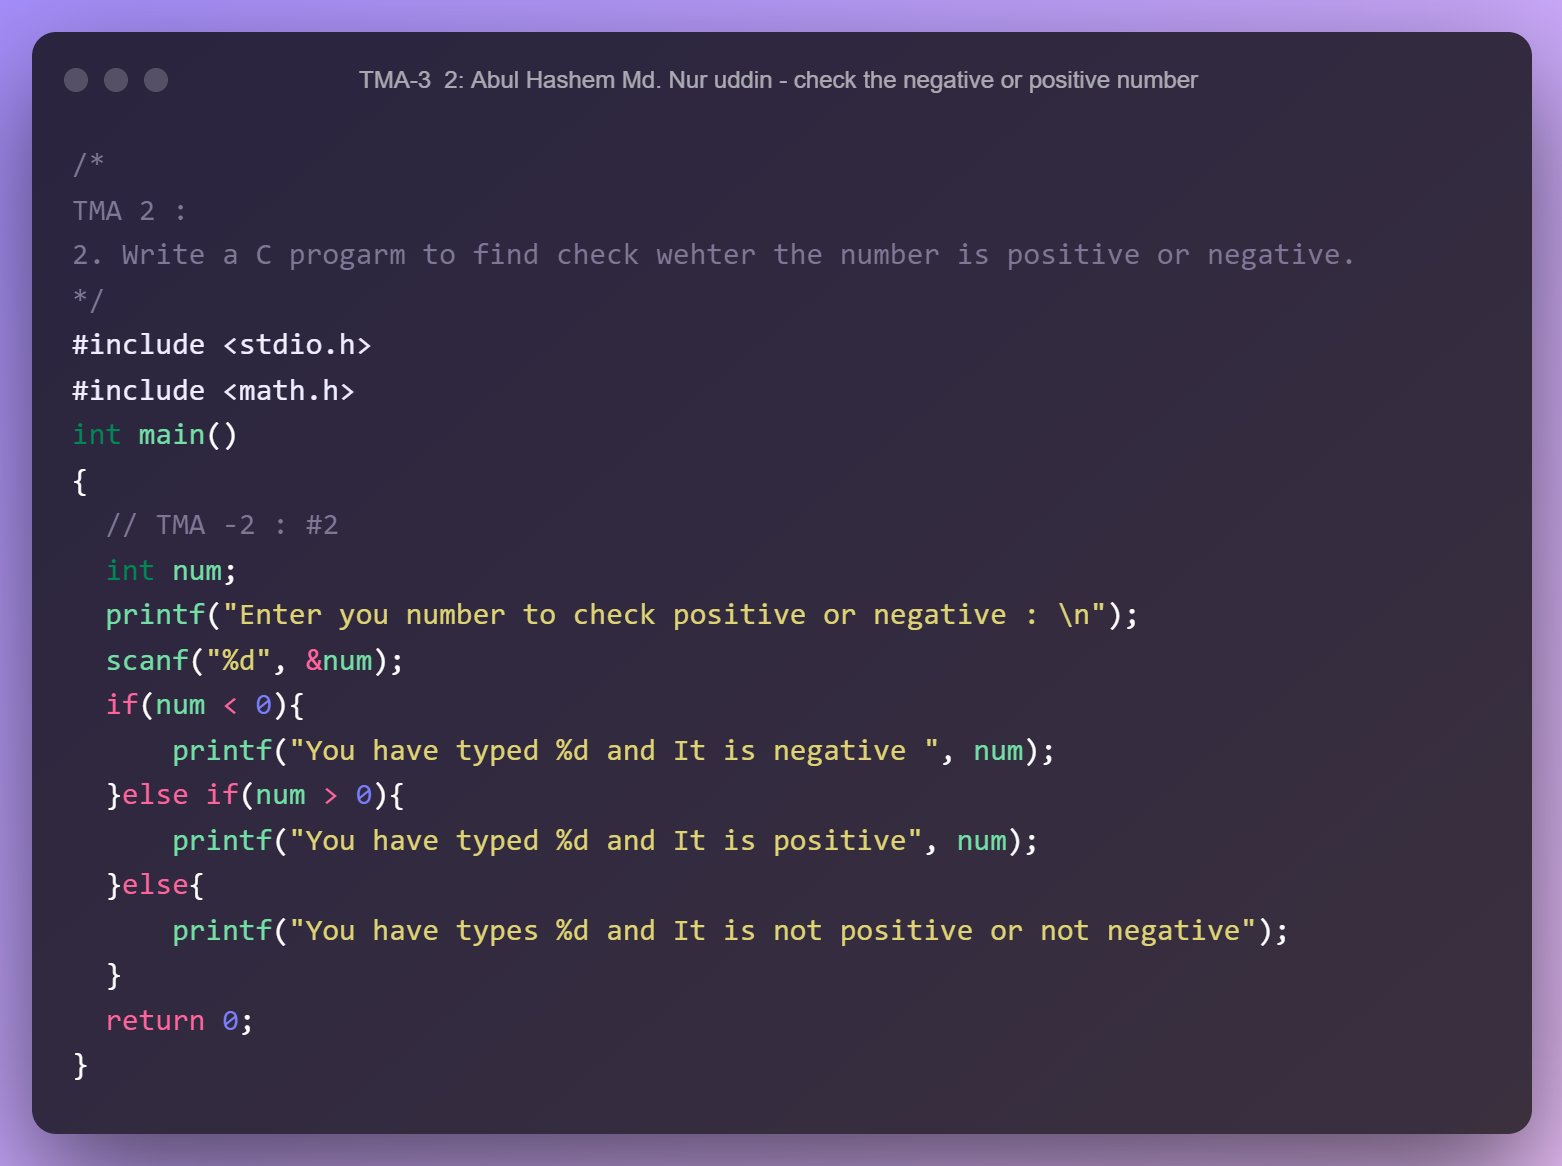 TMA-3  2: Abul Hashem Md. Nur uddin - check the negative or positive number
/*
TMA 2 :
2. Write a C progarm to find check wehter the number is positive or negative.
*/
#include <stdio.h>
#include <math.h>
int main()
{
  // TMA -2 : #2
  int num;
  printf("Enter you number to check positive or negative : \n");
  scanf("%d", &num);
  if(num < 0){
      printf("You have typed %d and It is negative ", num);
  }else if(num > 0){
      printf("You have typed %d and It is positive", num);
  }else{
      printf("You have types %d and It is not positive or not negative");
  }
  return 0;
}